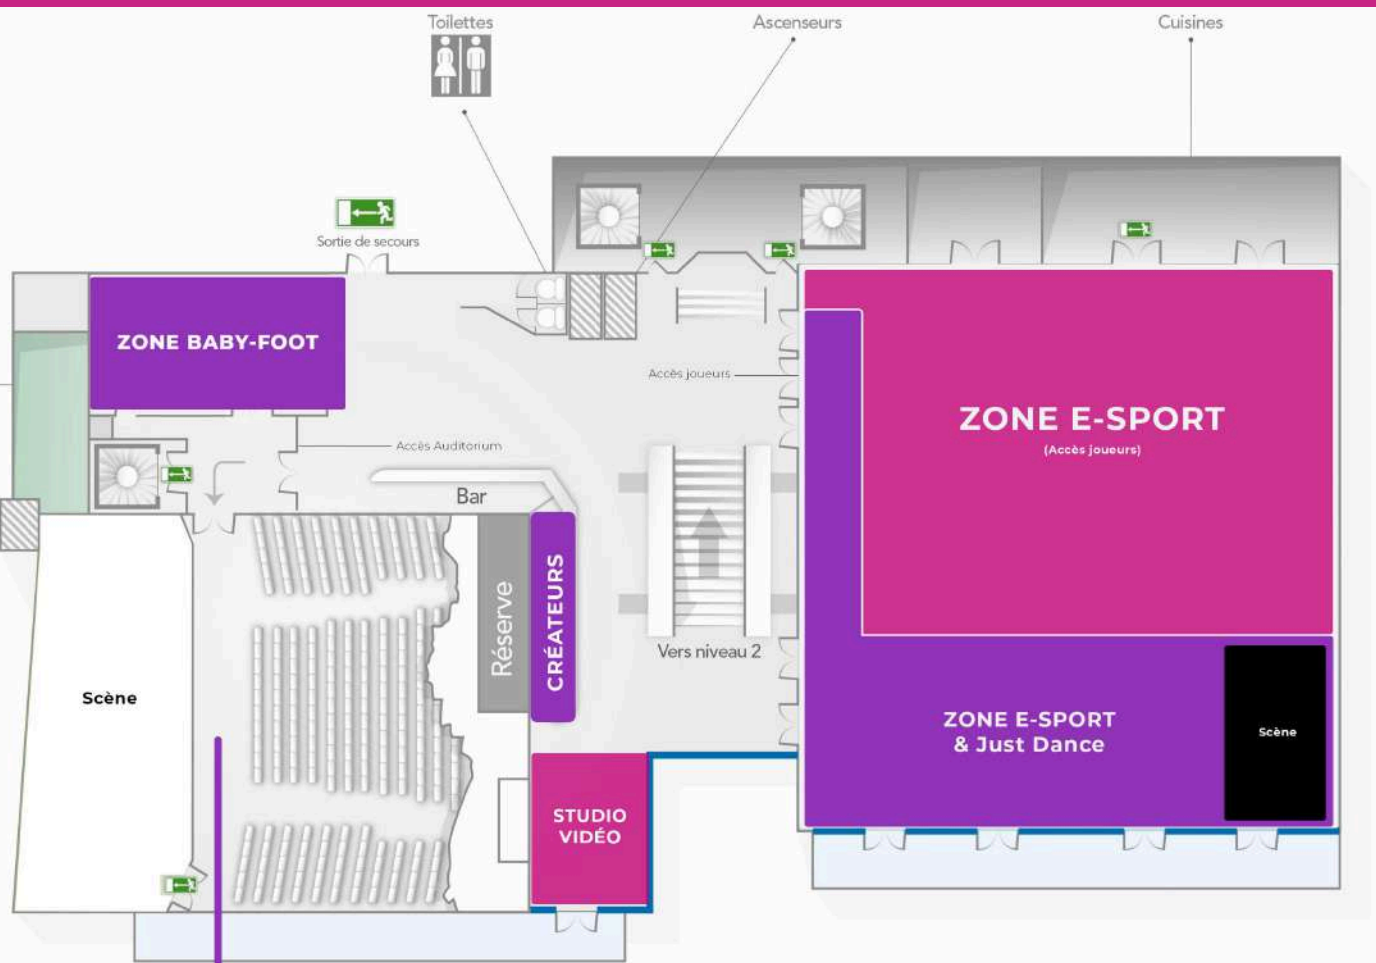 Toilettes
Ascenseurs
Cuisines
Sortie de secours
ZONE BABY-FOOT
Accès joueurs
ZONE E-SPORT
(Accès joueurs)
Accès Auditorium
Bar
Réserve
CRÉATEURS
Vers niveau 2
Scène
ZONE E-SPORT
& Just Dance
Scène
STUDIO
VIDÉO